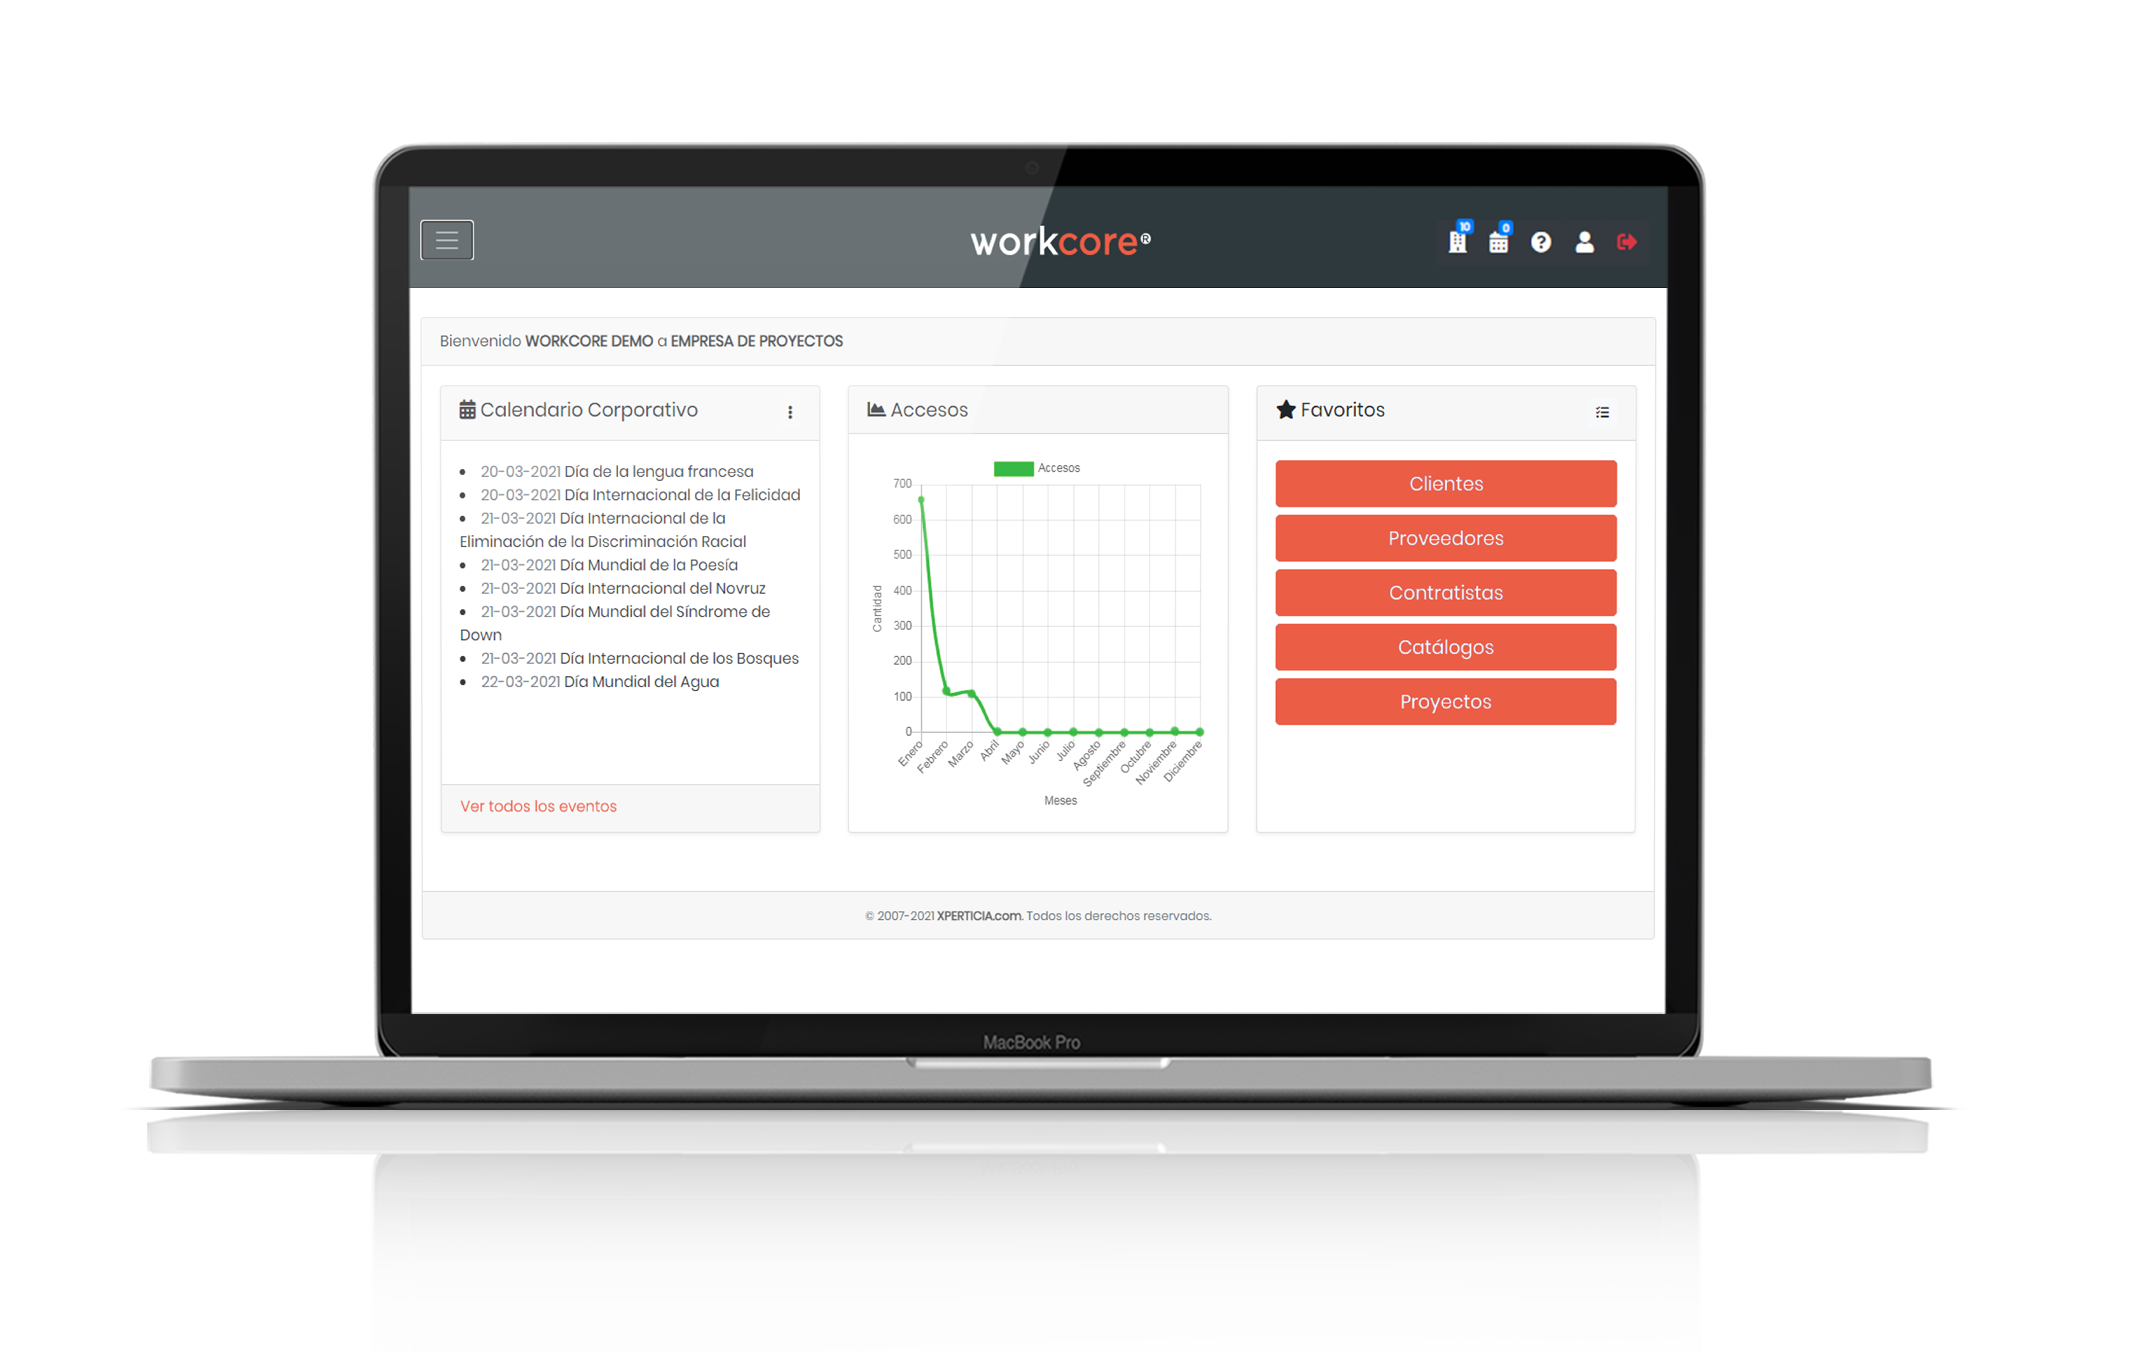 workcore®
10
0
Bienvenido WORKCORE DEMO a EMPRESA DE PROYECTOS
Calendario Corporativo
• 20-03-2021 Día de la lengua francesa
• 20-03-2021 Día Internacional de la Felicidad
• 21-03-2021 Día Internacional de la
Eliminación de la Discriminación Racial
• 21-03-2021 Día Mundial de la Poesía
• 21-03-2021 Día Internacional del Novruz
• 21-03-2021 Día Mundial del Síndrome de
Down
• 21-03-2021 Día Internacional de los Bosques
• 22-03-2021 Día Mundial del Agua
Ver todos los eventos
Accesos
Accesos
700
600
500
400
300
200
100
0
Cantidad
Enero
Febrero
Marzo
Abril
Mayo
Junio
Julio
Agosto
Septiembre
Octubre
Noviembre
Diciembre
Meses
Favoritos
Clientes
Proveedores
Contratistas
Catálogos
Proyectos
© 2007-2021 XPERTICIA.com. Todos los derechos reservados.
MacBook Pro